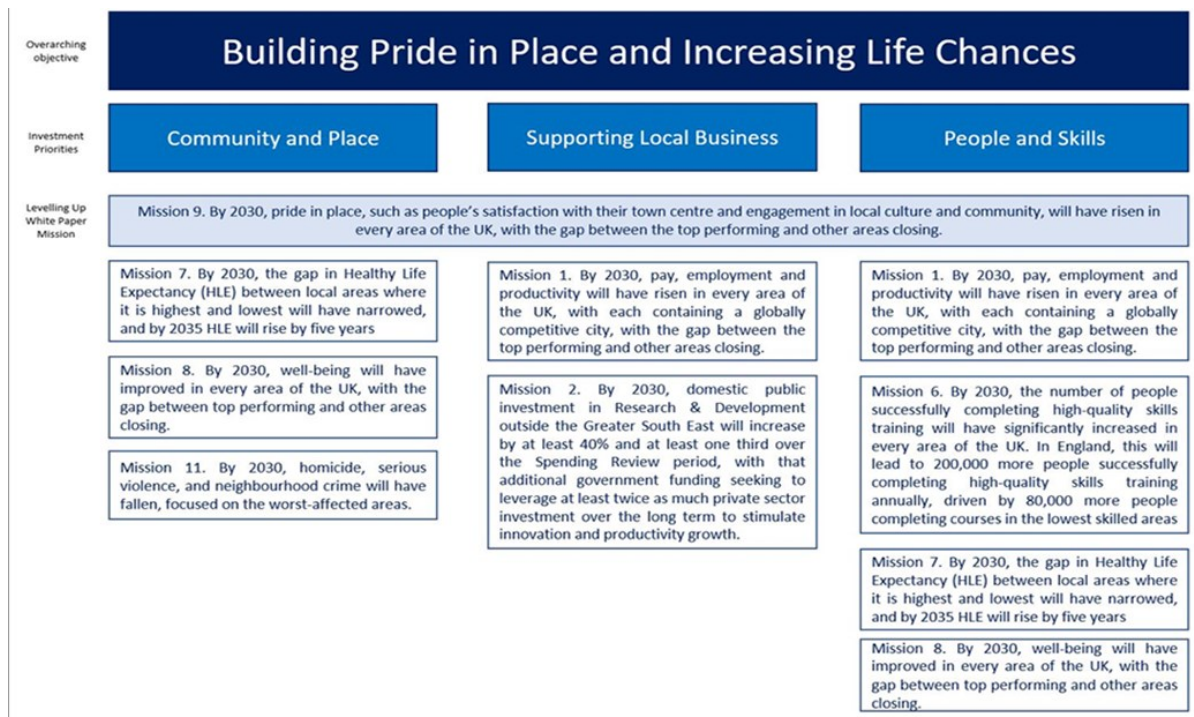 Overarching
objective
Building Pride in Place and Increasing Life Chances
Investment
Priorities
Community and Place
Supporting Local Business
People and Skills
Levelling Up
White Paper
Mission
Mission 9. By 2030, pride in place, such as people's satisfaction with their town centre and engagement in local culture and community, will have risen in
every area of the UK, with the gap between the top performing and other areas closing.
Mission 7. By 2030, the gap in Healthy Life
Expectancy (HLE) between local areas where
it is highest and lowest will have narrowed,
and by 2035 HLE will rise by five years
Mission 8. By 2030, well-being will have
improved in every area of the UK, with the
gap between top performing and other areas
closing.
Mission 11. By 2030, homicide, serious
violence, and neighbourhood crime will have
fallen, focused on the worst-affected areas.
Mission 1. By 2030, pay, employment and
productivity will have risen in every area of
the UK, with each containing a globally
competitive city, with the gap between the
top performing and other areas closing.
Mission 2. By 2030, domestic public
investment in Research & Development
outside the Greater South East will increase
by at least 40% and at least one third over
the Spending Review period, with that
additional government funding seeking to
leverage at least twice as much private sector
investment over the long term to stimulate
innovation and productivity growth.
Mission 1. By 2030, pay, employment and
productivity will have risen in every area of
the UK, with each containing a globally
competitive city, with the gap between the
top performing and other areas closing.
Mission 6. By 2030, the number of people
successfully completing high-quality skills
training will have significantly increased in
every area of the UK. In England, this will
lead to 200,000 more people successfully
completing high-quality skills training
annually, driven by 80,000 more people
completing courses in the lowest skilled areas
Mission 7. By 2030, the gap in Healthy Life
Expectancy (HLE) between local areas where
it is highest and lowest will have narrowed,
and by 2035 HLE will rise by five years
Mission 8. By 2030, well-being will have
improved in every area of the UK, with the
gap between top performing and other areas
closing.